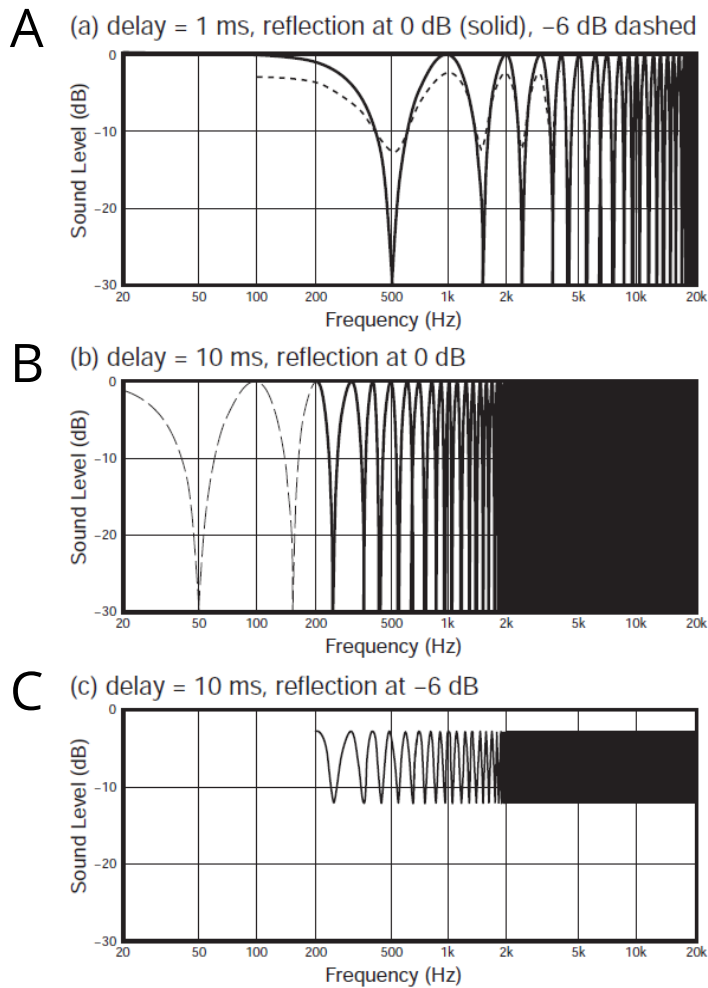 A
(a) delay = 1 ms, reflection at 0 dB (solid), −6 dB dashed
Sound Level (dB)
0
−10
−20
−30
20 50 100 200 500 1k 2k 5k 10k 20k
Frequency (Hz)
B
(b) delay = 10 ms, reflection at 0 dB
Sound Level (dB)
0
−10
−20
−30
20 50 100 200 500 1k 2k 5k 10k 20k
Frequency (Hz)
C
(c) delay = 10 ms, reflection at −6 dB
Sound Level (dB)
0
−10
−20
−30
20 50 100 200 500 1k 2k 5k 10k 20k
Frequency (Hz)